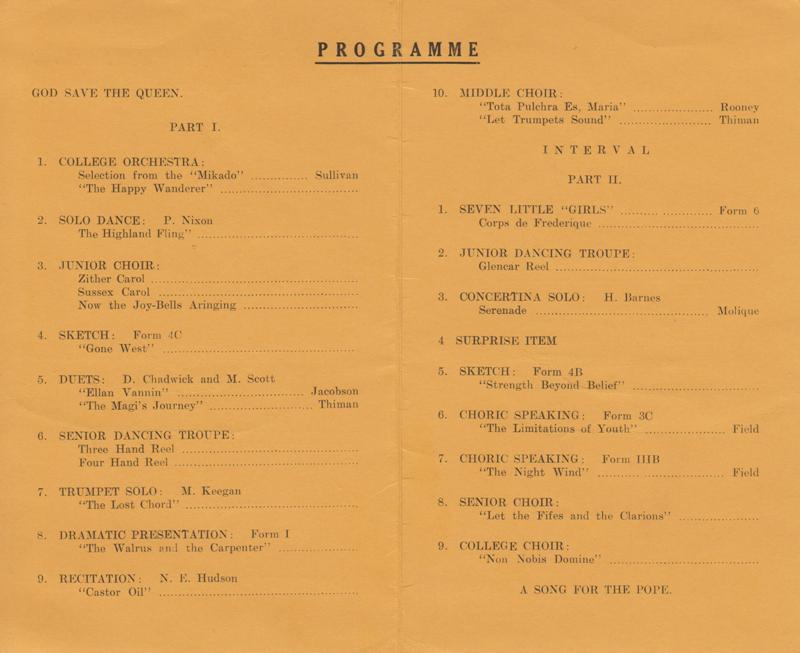 PROGRAMME
GOD SAVE THE QUEEN.
PART I.
1. COLLEGE ORCHESTRA:
Selection from the "Mikado" .............. Sullivan
"The Happy Wanderer" ..................................
2. SOLO DANCE: P. Nixon
The Highland Fling" ........................................
3. JUNIOR CHOIR:
Zither Carol ....................................................
Sussex Carol ..................................................
Now the Joy-Bells Aringing ............................
4. SKETCH: Form 4C
"Gone West" ................................................
5. DUETS: D. Chadwick and M. Scott
"Ellan Vannin" ................................ Jacobson
"The Magi's Journey" .......................... Thiman
6. SENIOR DANCING TROUPE:
Three Hand Reel ............................................
Four Hand Reel ..............................................
7. TRUMPET SOLO: M. Keegan
"The Lost Chord" ..........................................
8. DRAMATIC PRESENTATION: Form I
"The Walrus and the Carpenter" ....................
9. RECITATION: N. E. Hudson
"Castor Oil" ..................................................
10. MIDDLE CHOIR:
"Tota Pulchra Es, Maria" .................... Rooney
"Let Trumpets Sound" .............................. Thiman
INTERVAL
PART II.
1. SEVEN LITTLE "GIRLS" ......... ............... Form 6
Corps de Frederique ........................................
2. JUNIOR DANCING TROUPE:
Glencar Reel ....................................................
3. CONCERTINA SOLO: H. Barnes
Serenade .................................................... Molique
4 SURPRISE ITEM
5. SKETCH: Form 4B
"Strength Beyond Belief" ................................
6. CHORIC SPEAKING: Form 3C
"The Limitations of Youth" ...................... Field
7. CHORIC SPEAKING: Form IIIB
"The Night Wind" .................................. Field
8. SENIOR CHOIR:
"Let the Fifes and the Clarions" ....................
9. COLLEGE CHOIR:
"Non Nobis Domine" ......................................
A SONG FOR THE POPE.